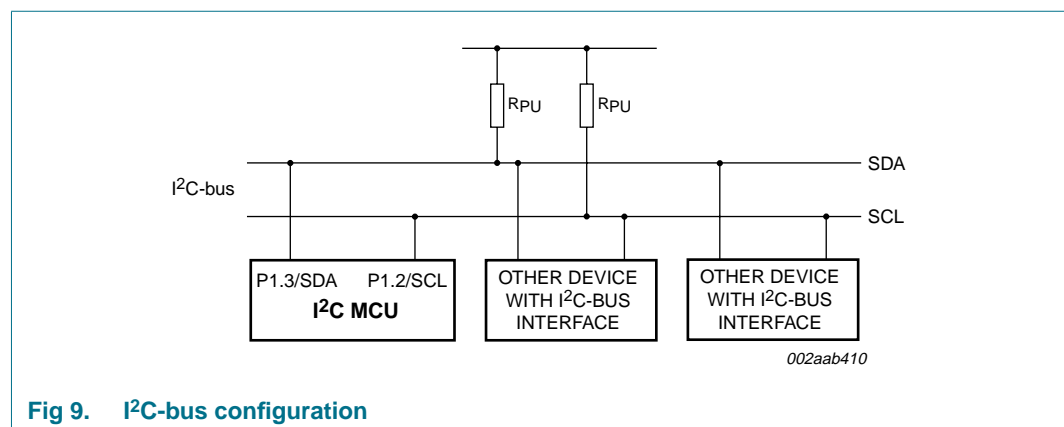 RPU RPU
SDA
I2C-bus
SCL
P1.3/SDA P1.2/SCL
I2C MCU
OTHER DEVICE
WITH I2C-BUS
INTERFACE
OTHER DEVICE
WITH I2C-BUS
INTERFACE
002aab410
Fig 9. I2C-bus configuration